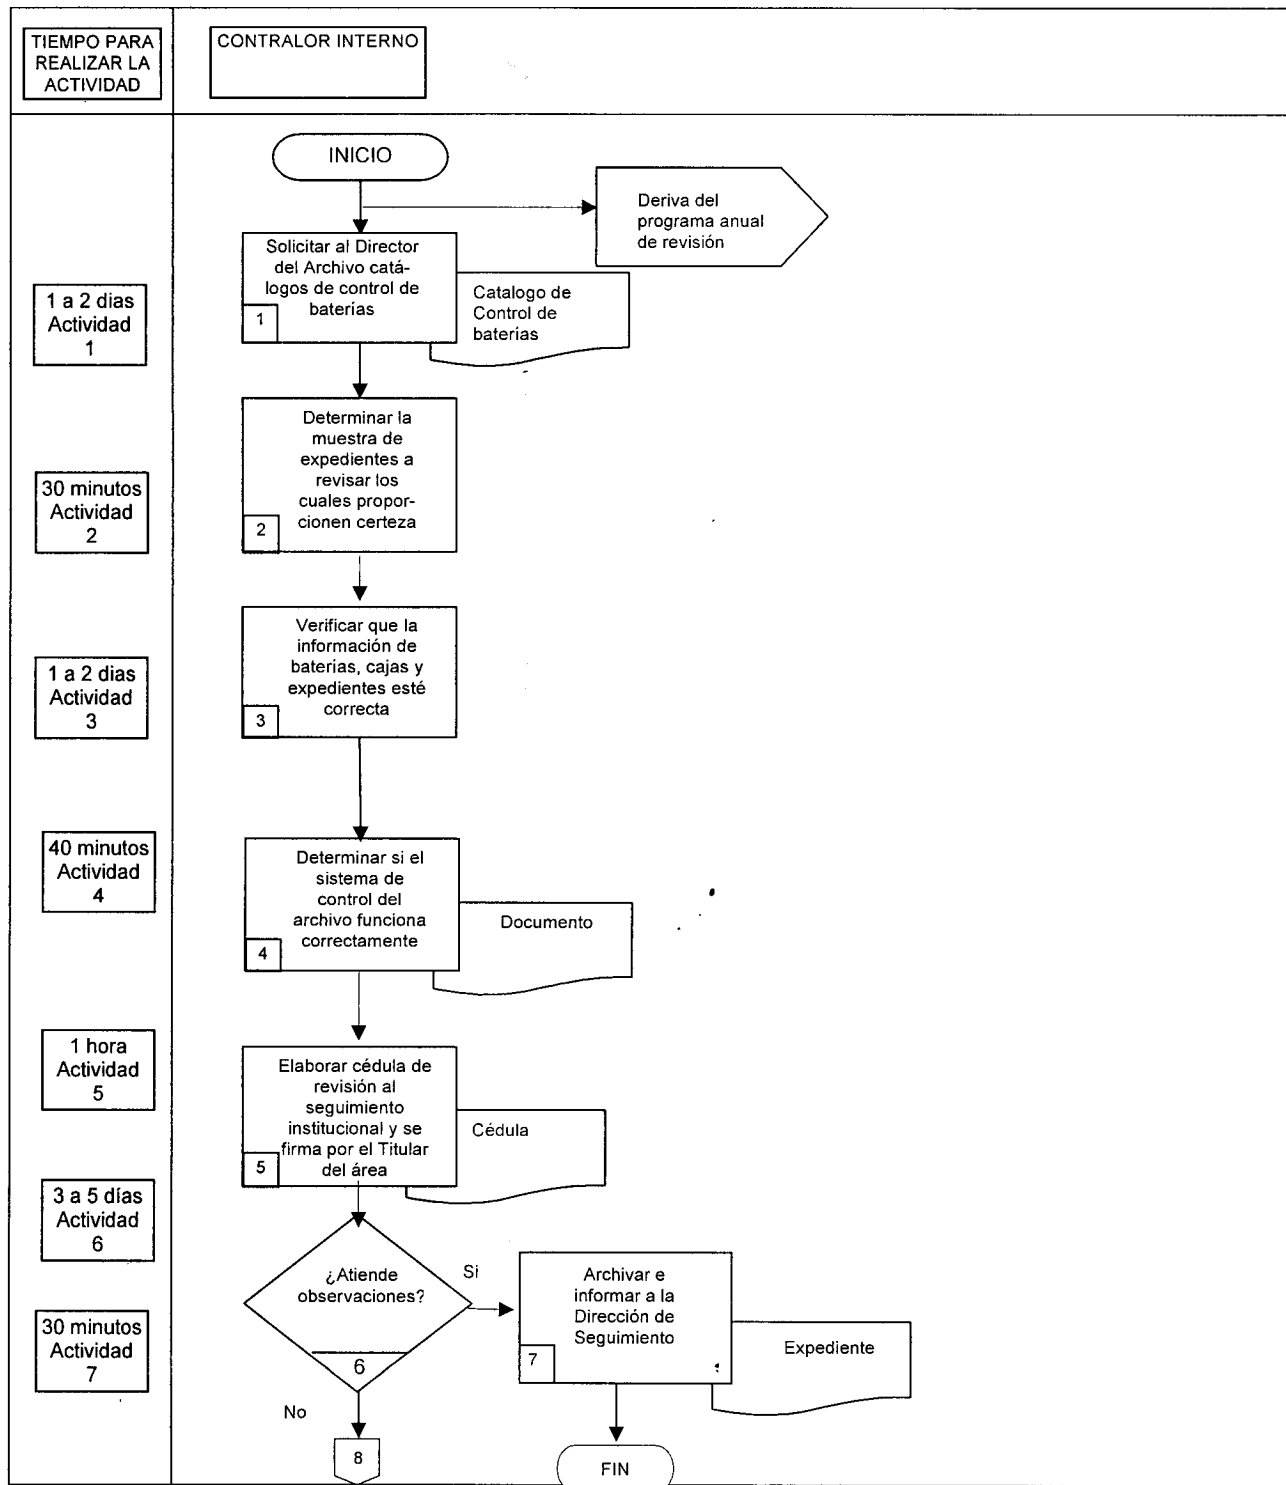 TIEMPO PARA
REALIZAR LA
ACTIVIDAD
CONTRALOR INTERNO
INICIO
Deriva del
programa anual
de revisión
Solicitar al Director
del Archivo catá-
logos de control de
baterías
1
Catalogo de
Control de
baterías
1 a 2 dias
Actividad
1
Determinar la
muestra de
expedientes a
revisar los
cuales propor-
cionen certeza
2
30 minutos
Actividad
2
Verificar que la
información de
baterías, cajas y
expedientes esté
correcta
3
1 a 2 dias
Actividad
3
40 minutos
Actividad
4
Determinar si el
sistema de
control del
archivo funciona
correctamente
4
Documento
1 hora
Actividad
5
Elaborar cédula de
revisión al
seguimiento
institucional y se
firma por el Titular
del área
5
Cédula
3 a 5 días
Actividad
6
¿Atiende
observaciones?
6
Si
No
8
30 minutos
Actividad
7
Archivar e
informar a la
Dirección de
Seguimiento
7
Expediente
FIN